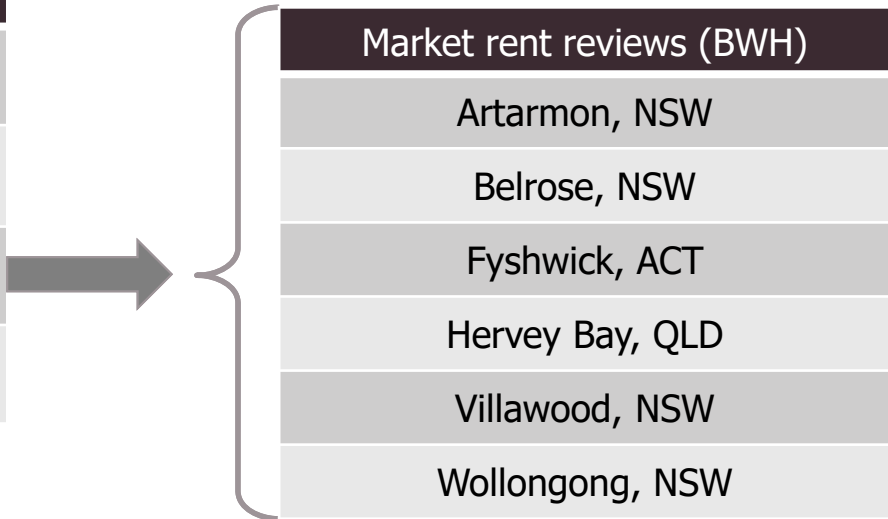 Market rent reviews (BWH)
Artarmon, NSW
Belrose, NSW
Fyshwick, ACT
Hervey Bay, QLD
Villawood, NSW
Wollongong, NSW